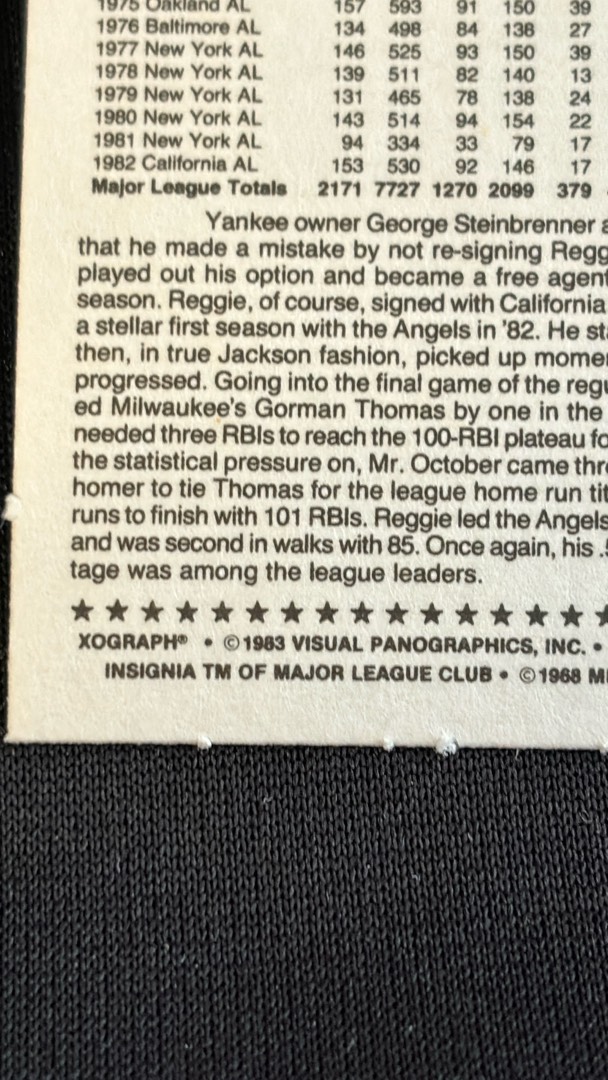 1975 Oakland AL 157 593 91 150 39
1976 Baltimore AL 134 498 84 138 27
1977 New York AL 146 525 93 150 39
1978 New York AL 139 511 82 140 13
1979 New York AL 131 465 78 138 24
1980 New York AL 143 514 94 154 22
1981 New York AL 94 334 33 79 17
1982 California AL 153 530 92 146 17
Major League Totals 2171 7727 1270 2099 379
Yankee owner George Steinbrenner a
that he made a mistake by not re-signing Regg
played out his option and became a free agent
season. Reggie, of course, signed with California
a stellar first season with the Angels in '82. He st
then, in true Jackson fashion, picked up mome
progressed. Going into the final game of the regu
ed Milwaukee's Gorman Thomas by one in the
needed three RBIs to reach the 100-RBI plateau fo
the statistical pressure on, Mr. October came thr
homer to tie Thomas for the league home run tit
runs to finish with 101 RBIs. Reggie led the Angels
and was second in walks with 85. Once again, his .5
tage was among the league leaders.
★ ★ ★ ★ ★ ★ ★ ★ ★ ★ ★ ★ ★ ★ ★ ★
XOGRAPH® • ©1983 VISUAL PANOGRAPHICS, INC. •
INSIGNIA TM OF MAJOR LEAGUE CLUB • ©1968 MI